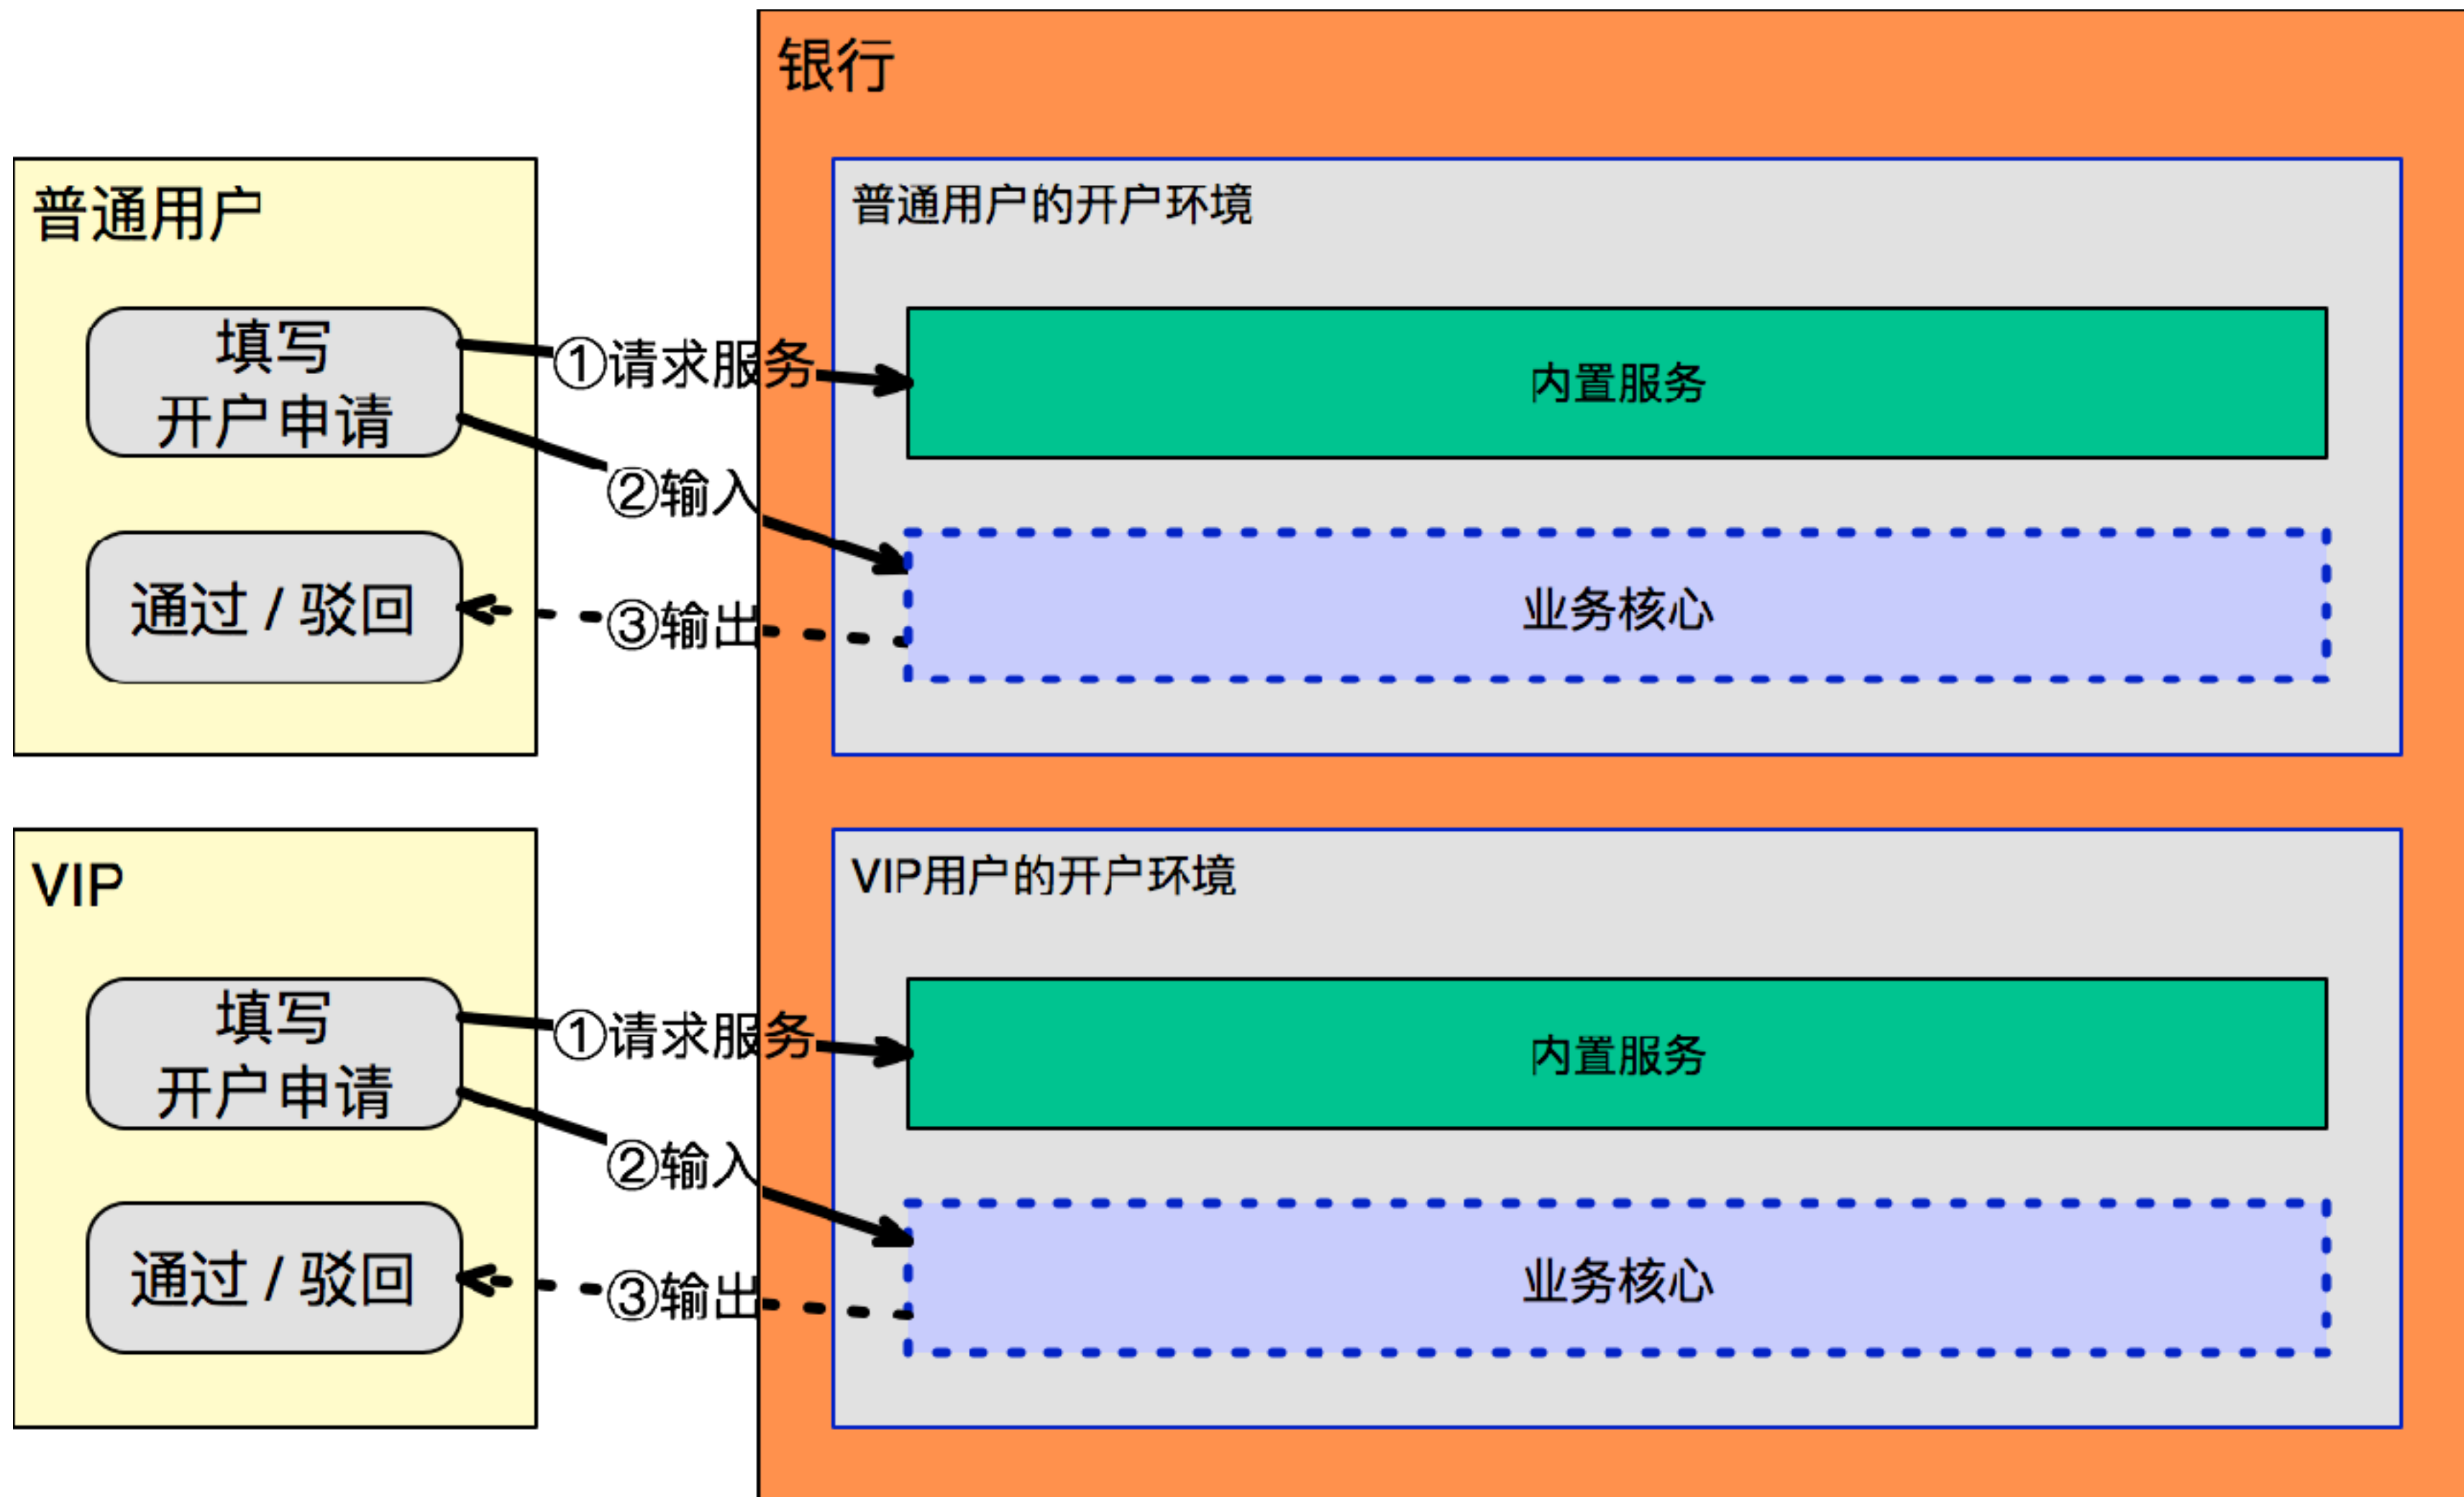 银行
普通用户
普通用户的开户环境
填写
开户申请
①请求服务
内置服务
②输入
通过 / 驳回
③输出
业务核心
VIP
VIP用户的开户环境
填写
开户申请
①请求服务
内置服务
②输入
通过 / 驳回
③输出
业务核心